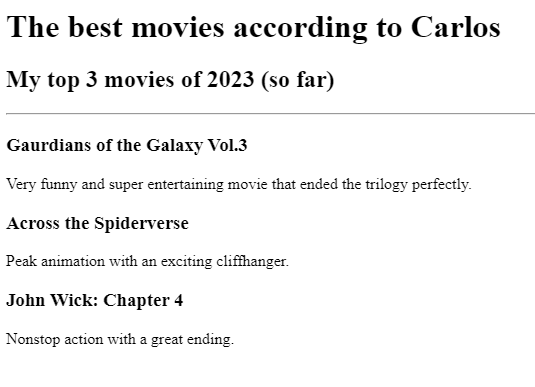 The best movies according to Carlos
My top 3 movies of 2023 (so far)
Gaurdians of the Galaxy Vol.3
Very funny and super entertaining movie that ended the trilogy perfectly.
Across the Spiderverse
Peak animation with an exciting cliffhanger.
John Wick: Chapter 4
Nonstop action with a great ending.